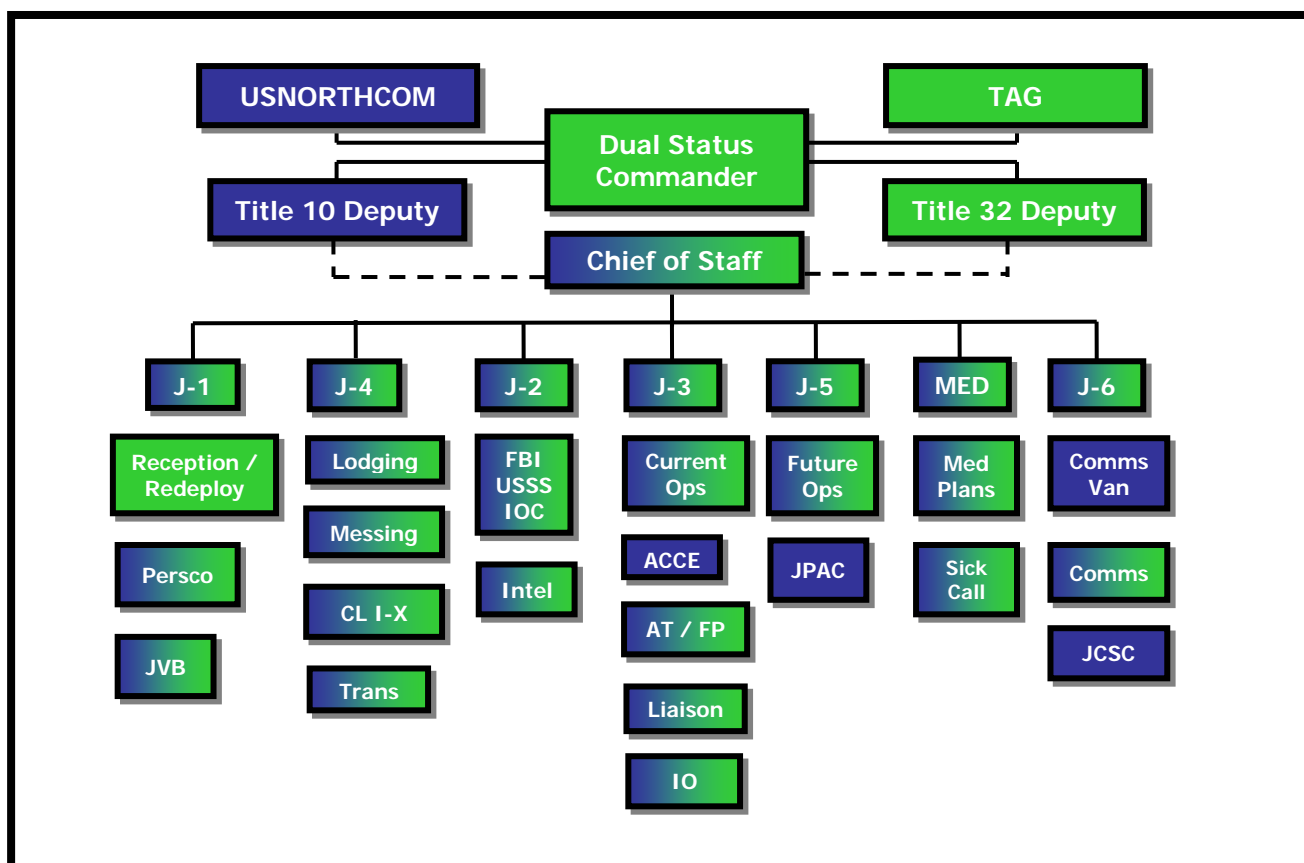 USNORTHCOM
TAG
Dual Status
Commander
Title 10 Deputy
Title 32 Deputy
Chief of Staff
J-1
J-4
J-2
J-3
J-5
MED
J-6
Reception /
Redeploy
Persco
JVB
Lodging
Messing
CL I-X
Trans
FBI
USSS
IOC
Intel
Current
Ops
ACCE
AT / FP
Liaison
IO
Future
Ops
JPAC
Med
Plans
Sick
Call
Comms
Van
Comms
JCSC